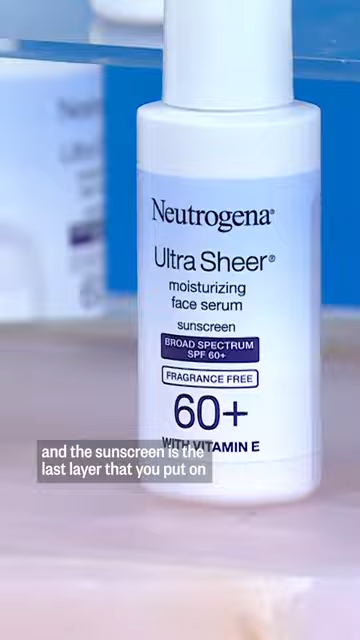 Neutrogena®
Ultra Sheer®
moisturizing
face serum
sunscreen
BROAD SPECTRUM
SPF 60+
FRAGRANCE FREE
60+
WITH VITAMIN E
and the sunscreen is the
last layer that you put on